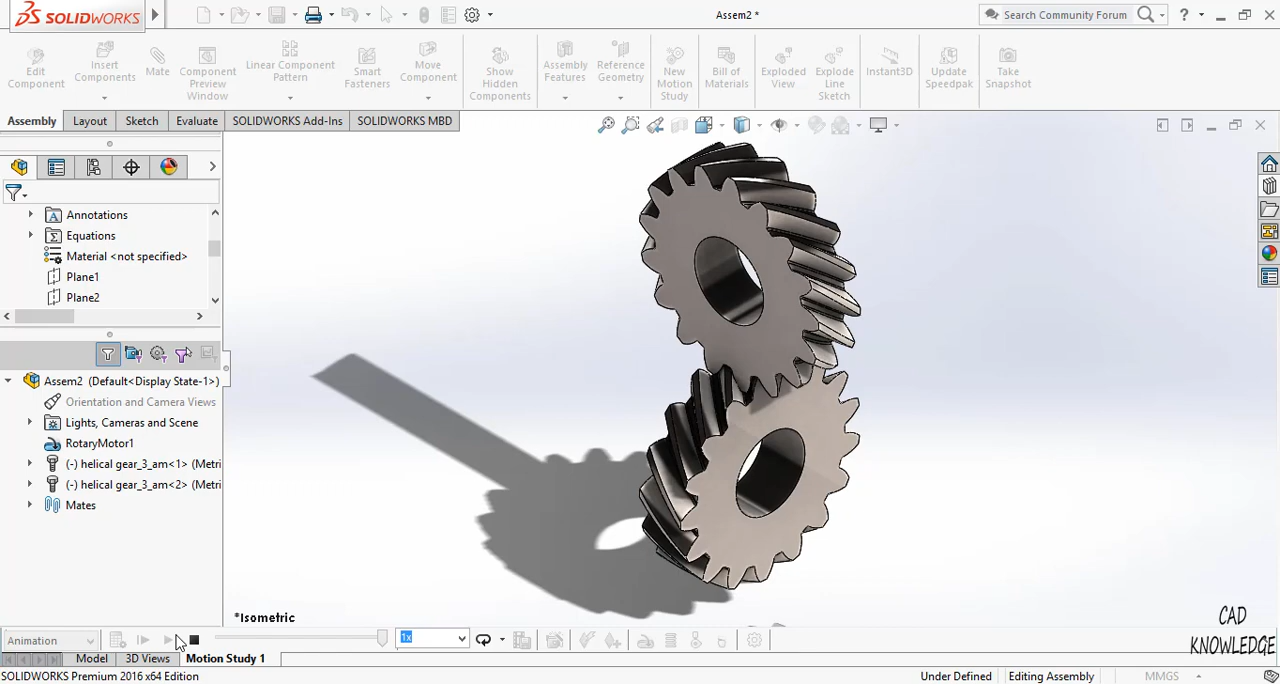 SOLIDWORKS
Assem2 *
Search Community Forum
?
Edit Component
Insert Components
Mate
Component Preview Window
Linear Component Pattern
Smart Fasteners
Move Component
Show Hidden Components
Assembly Features
Reference Geometry
New Motion Study
Bill of Materials
Exploded View
Explode Line Sketch
Instant3D
Update Speedpak
Take Snapshot
Assembly
Layout
Sketch
Evaluate
SOLIDWORKS Add-Ins
SOLIDWORKS MBD
Annotations
Equations
Material <not specified>
Plane1
Plane2
Assem2 (Default<Display State-1>)
Orientation and Camera Views
Lights, Cameras and Scene
RotaryMotor1
(-) helical gear_3_am<1> (Metri
(-) helical gear_3_am<2> (Metri
Mates
*Isometric
CAD
KNOWLEDGE
Animation
1x
Model
3D Views
Motion Study 1
SOLIDWORKS Premium 2016 x64 Edition
Under Defined
Editing Assembly
MMGS